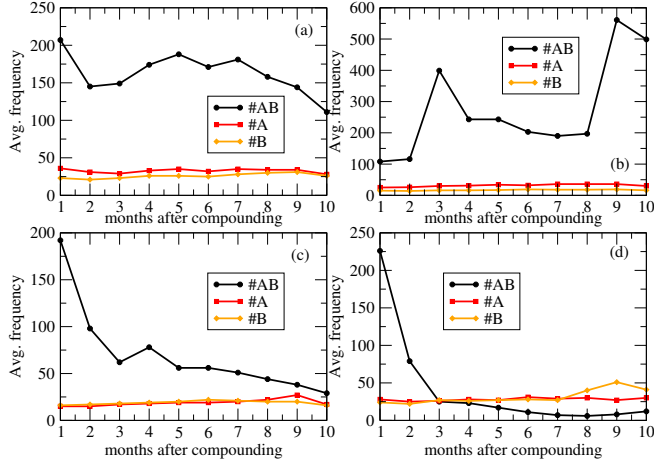 250
200
150
100
50
0
Avg. frequency
(a)
#AB
#A
#B
1 2 3 4 5 6 7 8 9 10
months after compounding
600
500
400
300
200
100
0
Avg. frequency
#AB
#A
#B
(b)
1 2 3 4 5 6 7 8 9 10
months after compounding
200
150
100
50
0
Avg. frequency
(c)
#AB
#A
#B
1 2 3 4 5 6 7 8 9 10
months after compounding
250
200
150
100
50
0
Avg. frequency
(d)
#AB
#A
#B
1 2 3 4 5 6 7 8 9 10
months after compounding